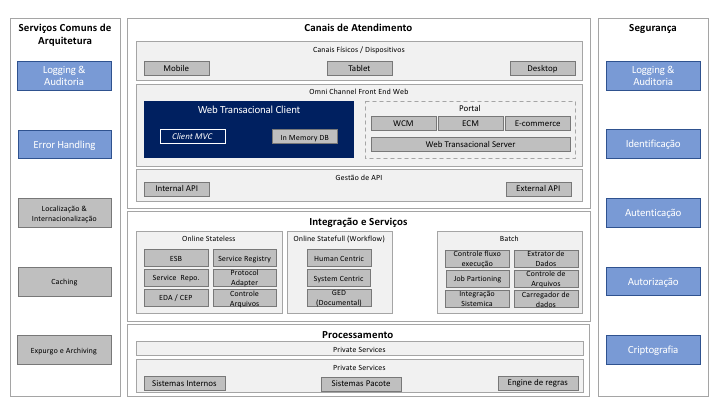 Serviços Comuns de
Arquitetura
Logging &
Auditoria
Error Handling
Localização &
Internacionalização
Caching
Expurgo e Archiving
Canais de Atendimento
Canais Físicos / Dispositivos
Mobile
Tablet
Desktop
Omni Channel Front End Web
Web Transacional Client
Client MVC
In Memory DB
Portal
WCM
ECM
E-commerce
Web Transacional Server
Gestão de API
Internal API
External API
Integração e Serviços
Online Stateless
ESB
Service Registry
Service Repo.
Protocol
Adapter
EDA / CEP
Controle
Arquivos
Online Statefull (Workflow)
Human Centric
System Centric
GED
(Documental)
Batch
Controle fluxo
execução
Extrator de
Dados
Job Partioning
Controle de
Arquivos
Integração
Sistemica
Carregador de
dados
Processamento
Private Services
Private Services
Sistemas Internos
Sistemas Pacote
Engine de regras
Segurança
Logging &
Auditoria
Identificação
Autenticação
Autorização
Criptografia